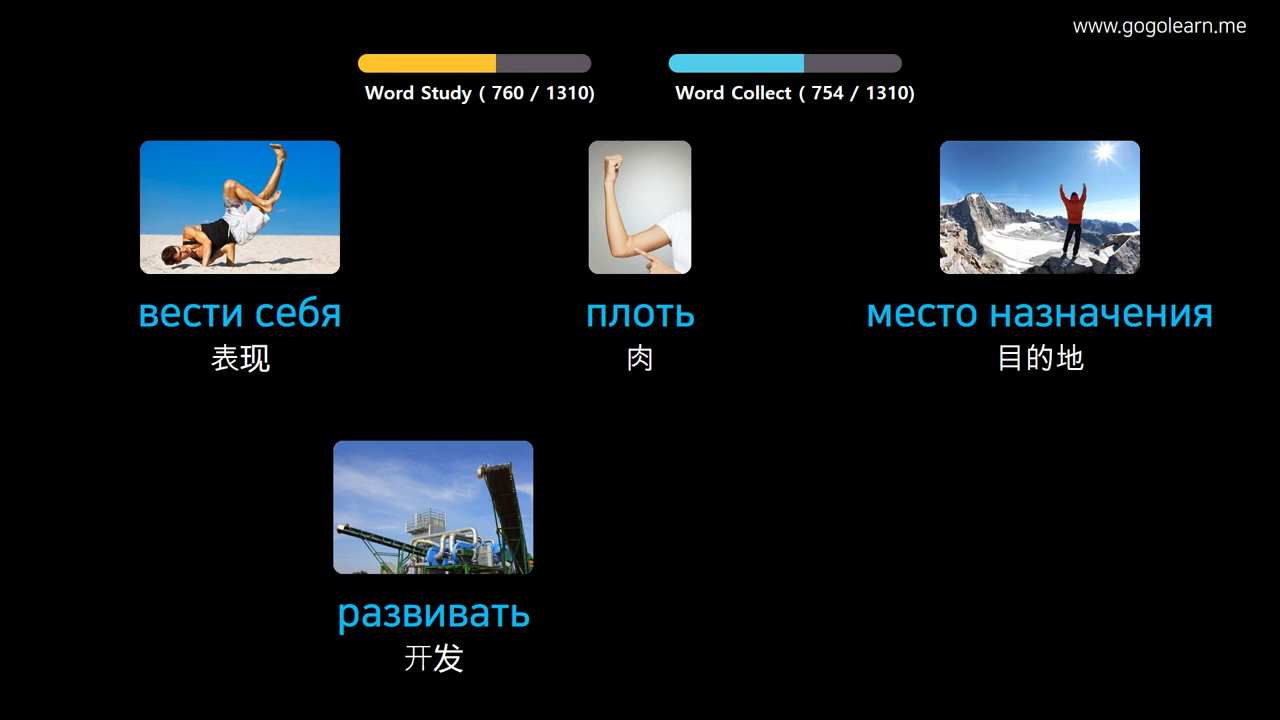 www.gogolearn.me
Word Study ( 760 / 1310)
Word Collect ( 754 / 1310)
вести себя
表现
плоть
肉
место назначения
目的地
развивать
开发